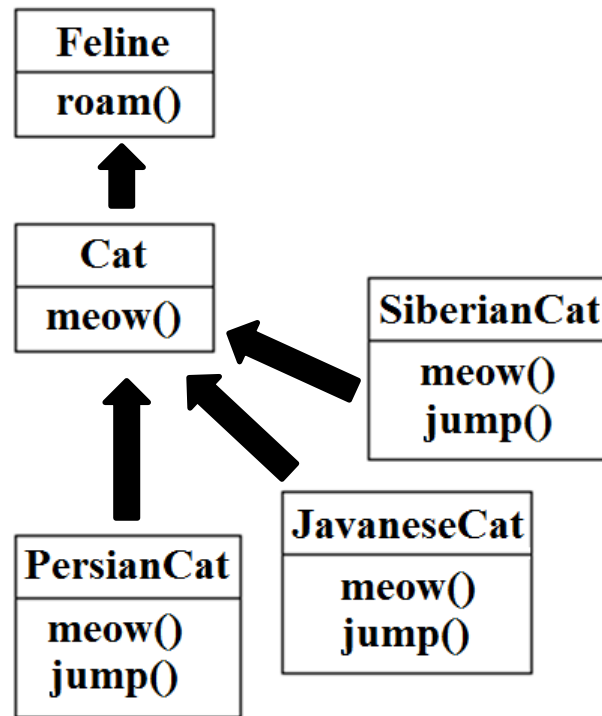 Feline
roam()
Cat
meow()
SiberianCat
meow()
jump()
JavaneseCat
meow()
jump()
PersianCat
meow()
jump()